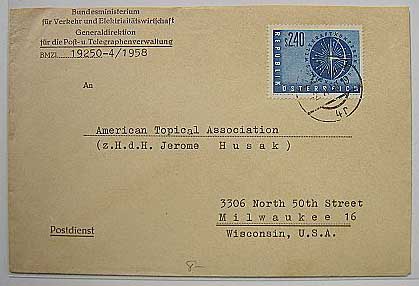 Bundesministerium
für Verkehr und Elektrizitätswirtschaft
Generaldirektion
für die Post- u. Telegraphenverwaltung
BMZl. 19250-4/1958
S 2.40
REPUBLIK
ÖSTERREICH
An
American Topical Association
(z.H.d.H. Jerome Husak)
3306 North 50th Street
Milwaukee 16
Wisconsin, U.S.A.
Postdienst